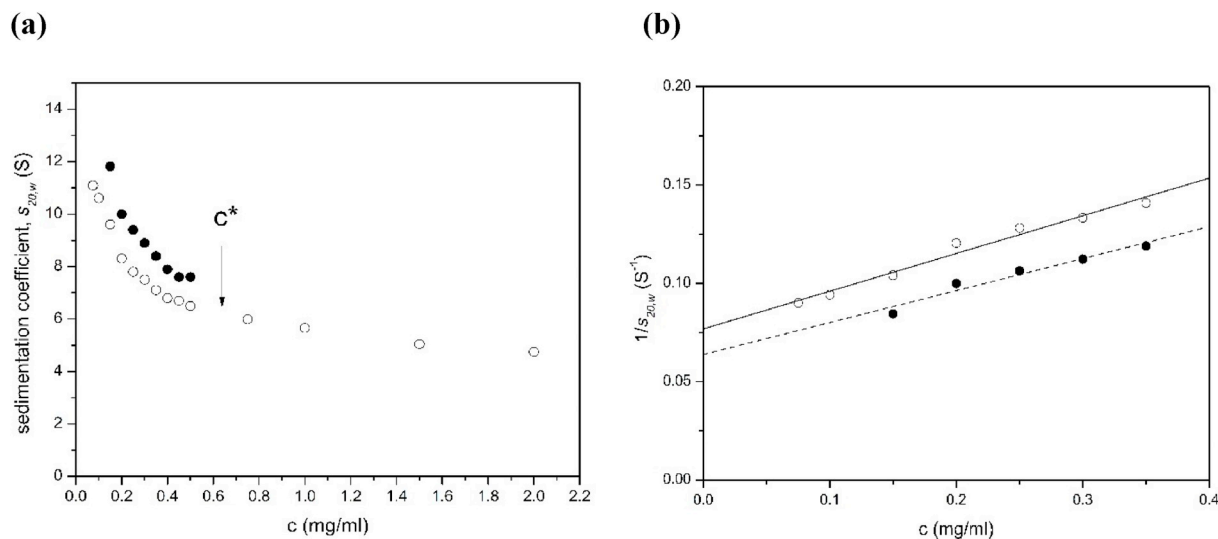 (a)
14
12
10
8
6
4
2
0
sedimentation coefficient, s20,w (S)
C*
0.0 0.2 0.4 0.6 0.8 1.0 1.2 1.4 1.6 1.8 2.0 2.2
c (mg/ml)
(b)
0.20
0.15
0.10
0.05
0.00
1/s20,w (S-1)
0.0 0.1 0.2 0.3 0.4
c (mg/ml)